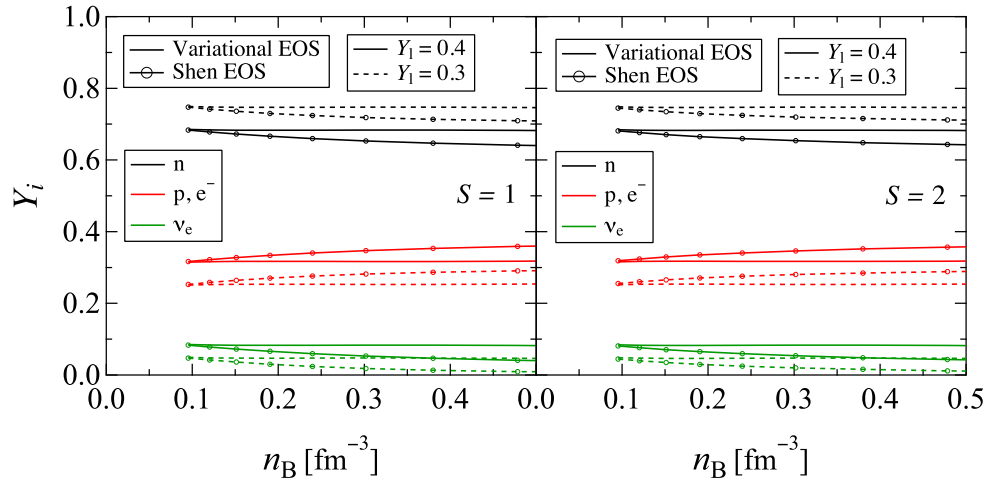 1.0
0.8
0.6
0.4
0.2
0.0
Y_i
Variational EOS
Shen EOS
Y_l = 0.4
Y_l = 0.3
n
p, e⁻
ν_e
S = 1
0.0 0.1 0.2 0.3 0.4 0.0
n_B [fm⁻³]
Variational EOS
Shen EOS
Y_l = 0.4
Y_l = 0.3
n
p, e⁻
ν_e
S = 2
0.1 0.2 0.3 0.4 0.5
n_B [fm⁻³]